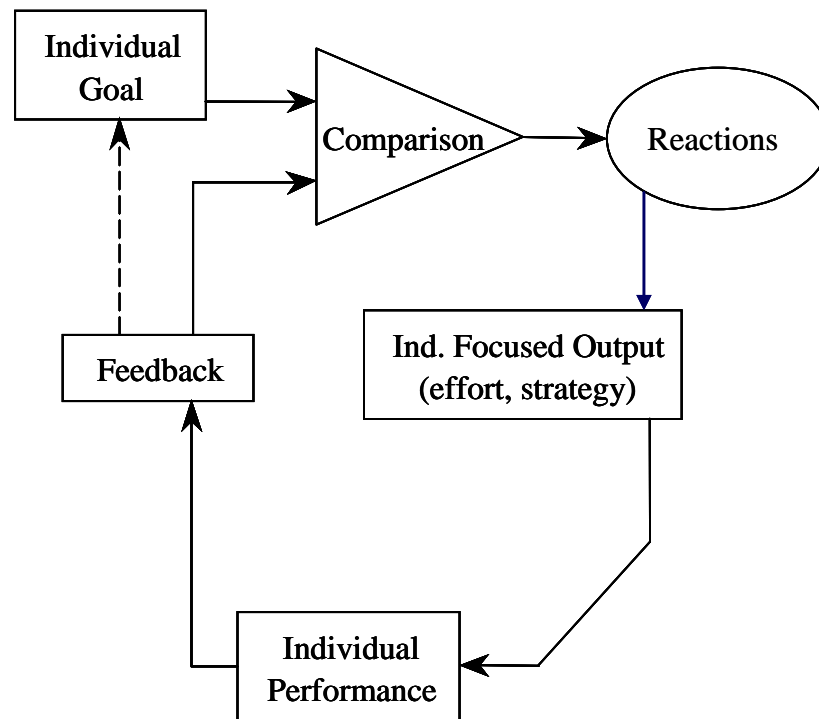 Individual
Goal
Comparison
Reactions
Feedback
Ind. Focused Output
(effort, strategy)
Individual
Performance